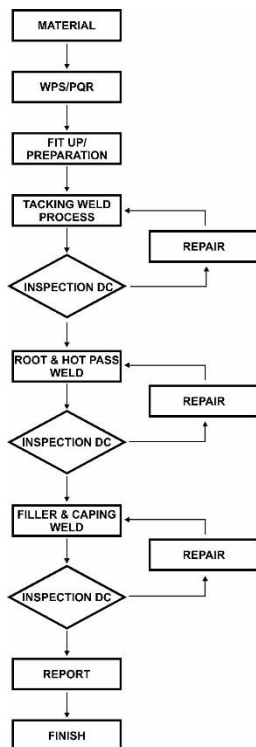 MATERIAL
WPS/PQR
FIT UP/
PREPARATION
TACKING WELD
PROCESS
REPAIR
INSPECTION DC
ROOT & HOT PASS
WELD
REPAIR
INSPECTION DC
FILLER & CAPING
WELD
REPAIR
INSPECTION DC
REPORT
FINISH